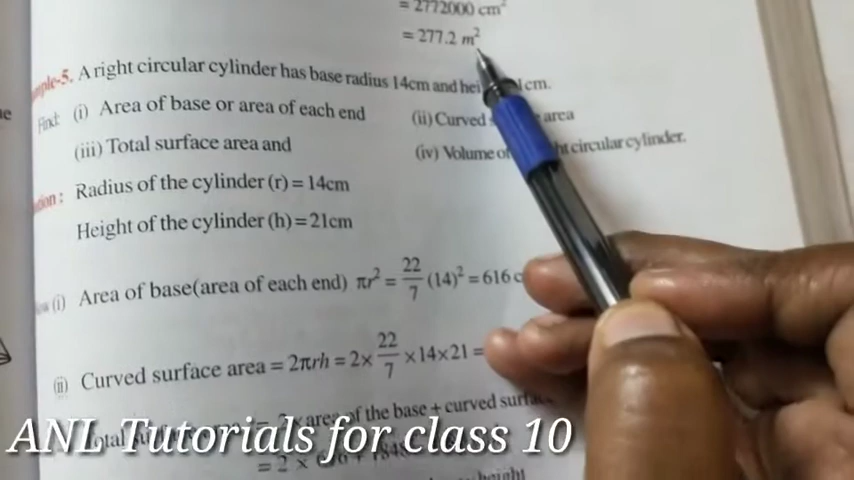 = 2772000 cm²
= 277.2 m²
A right circular cylinder has base radius 14cm and cm.
Find: (i) Area of base or area of each end (ii) Curved area
(iii) Total surface area and (iv) Volume of circular cylinder.
Radius of the cylinder (r) = 14cm
Height of the cylinder (h) = 21cm
(i) Area of base(area of each end) πr² = 22/7 (14)² = 616
(ii) Curved surface area = 2πrh = 2 × 22/7 × 14 × 21 =
area of the base + curved
= 2 ×
height
ANL Tutorials for class 10